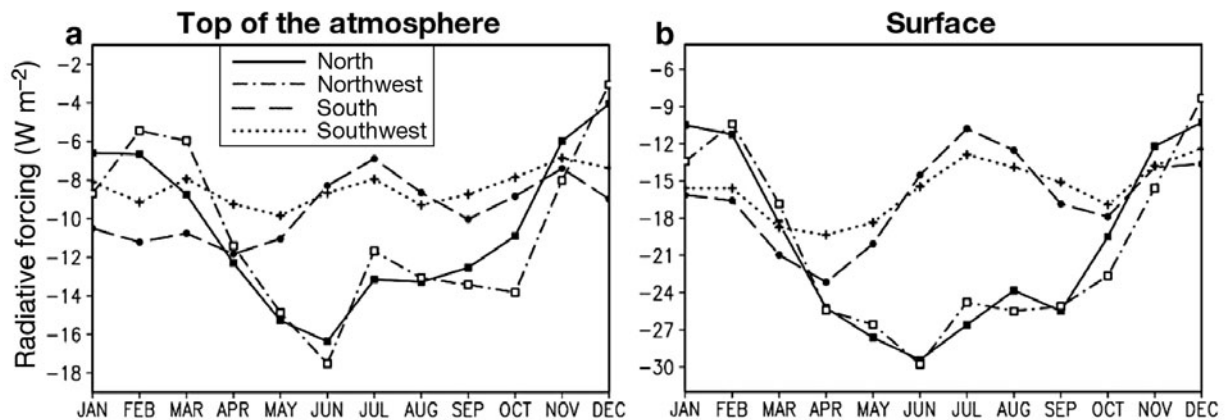 a Top of the atmosphere
b Surface
Radiative forcing (W m⁻²)
North
Northwest
South
Southwest
-2
-4
-6
-8
-10
-12
-14
-16
-18
JAN FEB MAR APR MAY JUN JUL AUG SEP OCT NOV DEC
-6
-9
-12
-15
-18
-21
-24
-27
-30
JAN FEB MAR APR MAY JUN JUL AUG SEP OCT NOV DEC